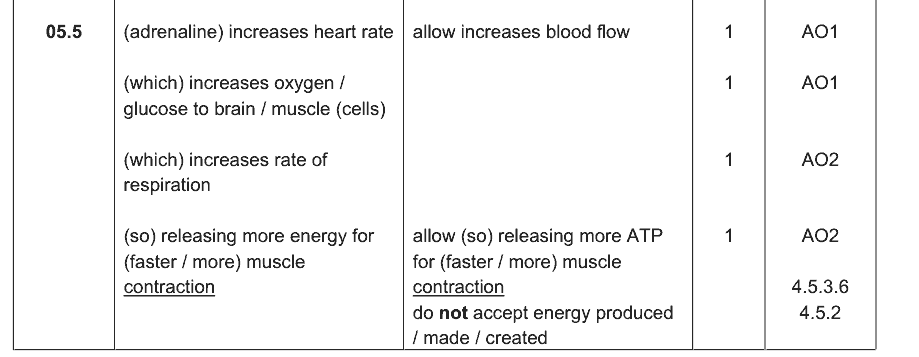 05.5 (adrenaline) increases heart rate allow increases blood flow 1 AO1
(which) increases oxygen / 1 AO1
glucose to brain / muscle (cells)
(which) increases rate of 1 AO2
respiration
(so) releasing more energy for allow (so) releasing more ATP 1 AO2
(faster / more) muscle for (faster / more) muscle
contraction contraction 4.5.3.6
do not accept energy produced 4.5.2
/ made / created